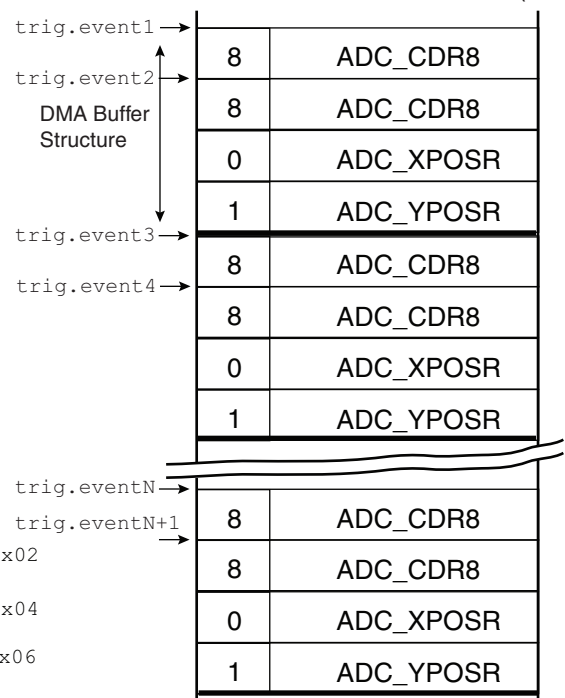 trig.event1
8 ADC_CDR8
trig.event2
DMA Buffer
Structure
8 ADC_CDR8
0 ADC_XPOSR
1 ADC_YPOSR
trig.event3
8 ADC_CDR8
trig.event4
8 ADC_CDR8
0 ADC_XPOSR
1 ADC_YPOSR
trig.eventN
8 ADC_CDR8
trig.eventN+1
x02
8 ADC_CDR8
x04
0 ADC_XPOSR
x06
1 ADC_YPOSR